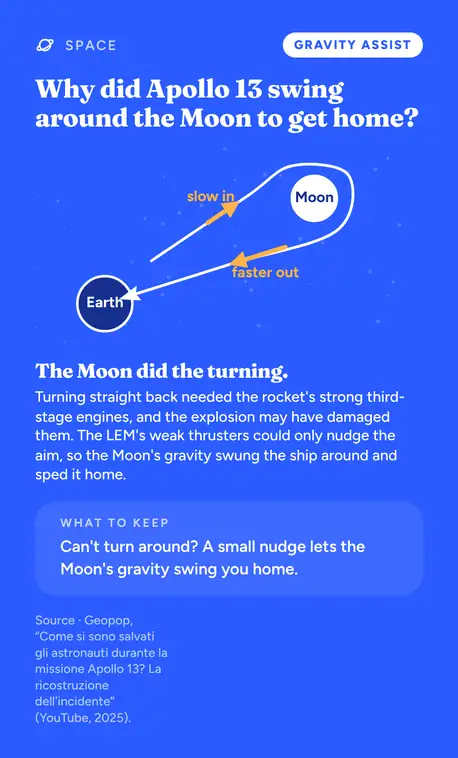 SPACE
GRAVITY ASSIST
Why did Apollo 13 swing
around the Moon to get home?
slow in
Moon
faster out
Earth
The Moon did the turning.
Turning straight back needed the rocket's strong third-
stage engines, and the explosion may have damaged
them. The LEM's weak thrusters could only nudge the
aim, so the Moon's gravity swung the ship around and
sped it home.
WHAT TO KEEP
Can't turn around? A small nudge lets the
Moon's gravity swing you home.
Source · Geopop,
“Come si sono salvati
gli astronauti durante la
missione Apollo 13? La
ricostruzione
dell'incidente”
(YouTube, 2025).